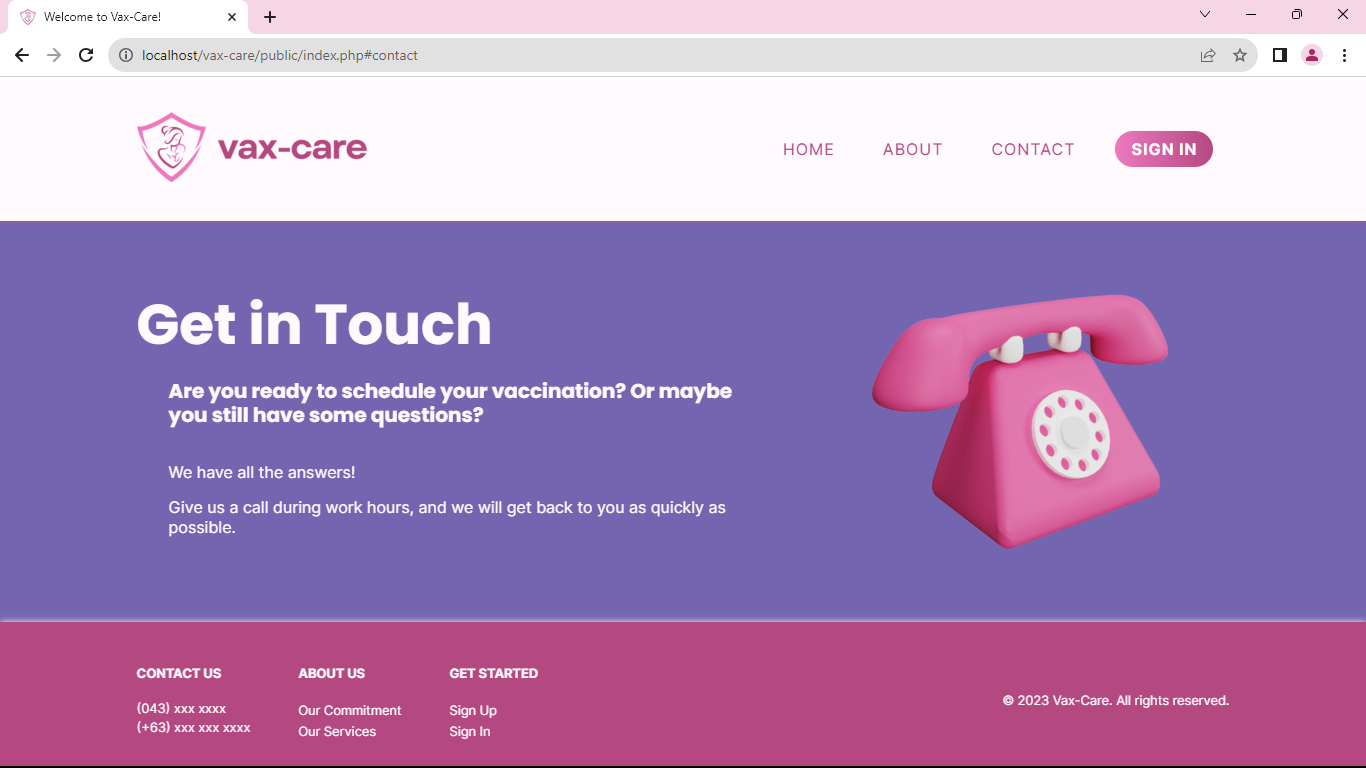 Welcome to Vax-Care!
localhost/vax-care/public/index.php#contact
vax-care
HOME
ABOUT
CONTACT
SIGN IN
Get in Touch
Are you ready to schedule your vaccination? Or maybe
you still have some questions?
We have all the answers!
Give us a call during work hours, and we will get back to you as quickly as
possible.
CONTACT US
(043) xxx xxxx
(+63) xxx xxx xxxx
ABOUT US
Our Commitment
Our Services
GET STARTED
Sign Up
Sign In
© 2023 Vax-Care. All rights reserved.